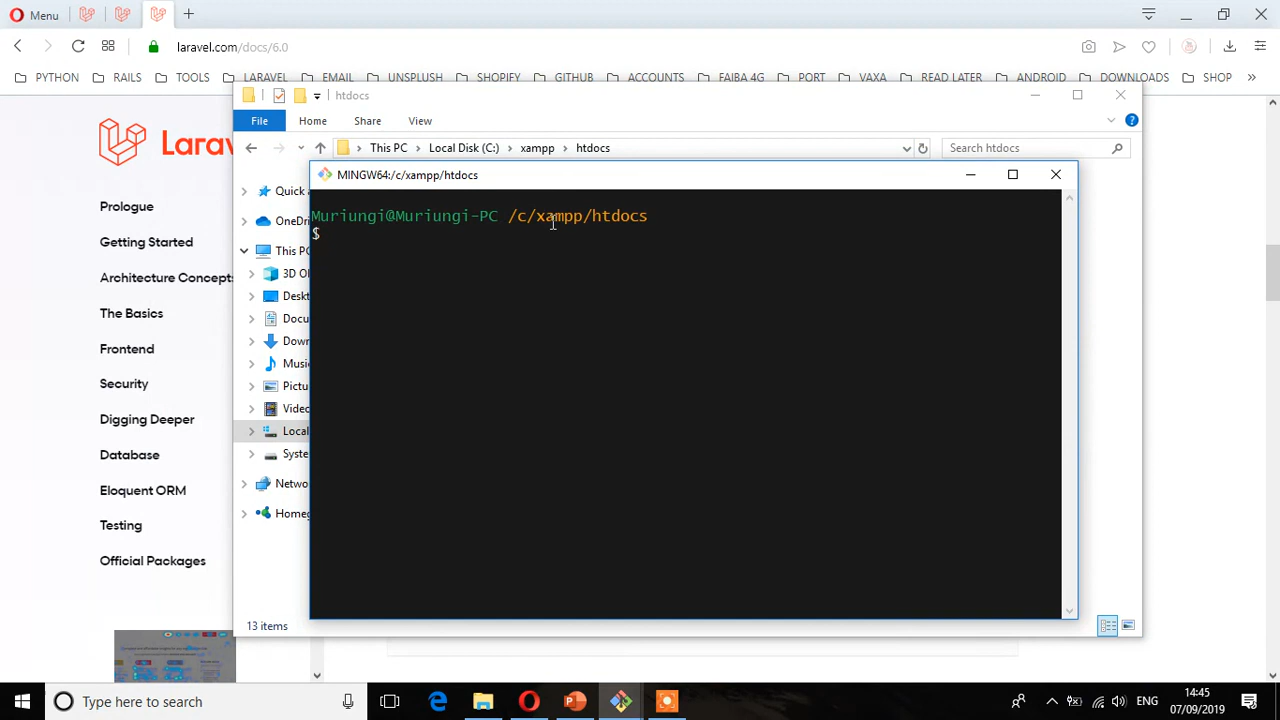 Menu
laravel.com/docs/6.0
PYTHON RAILS TOOLS LARAVEL EMAIL UNSPLUSH SHOPIFY GITHUB ACCOUNTS FAIBA 4G PORT VAXA READ LATER ANDROID DOWNLOADS SHOP »
htdocs
File Home Share View
This PC > Local Disk (C:) > xampp > htdocs
Search htdocs
MINGW64:/c/xampp/htdocs
Muriungi@Muriungi-PC /c/xampp/htdocs
$
Larav
Prologue
Getting Started
Architecture Concepts
The Basics
Frontend
Security
Digging Deeper
Database
Eloquent ORM
Testing
Official Packages
Quick a
OneDri
This PC
3D Ol
Deskt
Docu
Down
Music
Pictu
Video
Local
Syste
Netwo
Homeg
13 items
Type here to search
ENG
14:45
07/09/2019